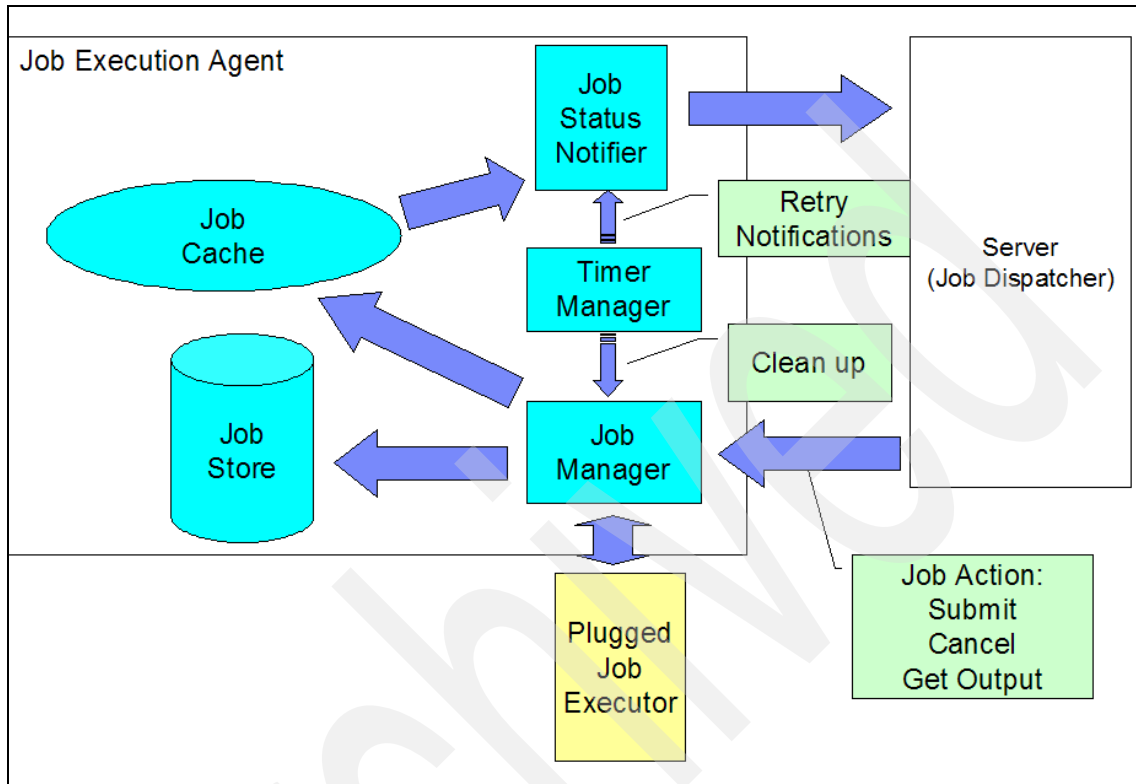 Job Execution Agent
Job
Status
Notifier
Job
Cache
Retry
Notifications
Server
(Job Dispatcher)
Timer
Manager
Clean up
Job
Store
Job
Manager
Job Action:
Submit
Cancel
Get Output
Plugged
Job
Executor